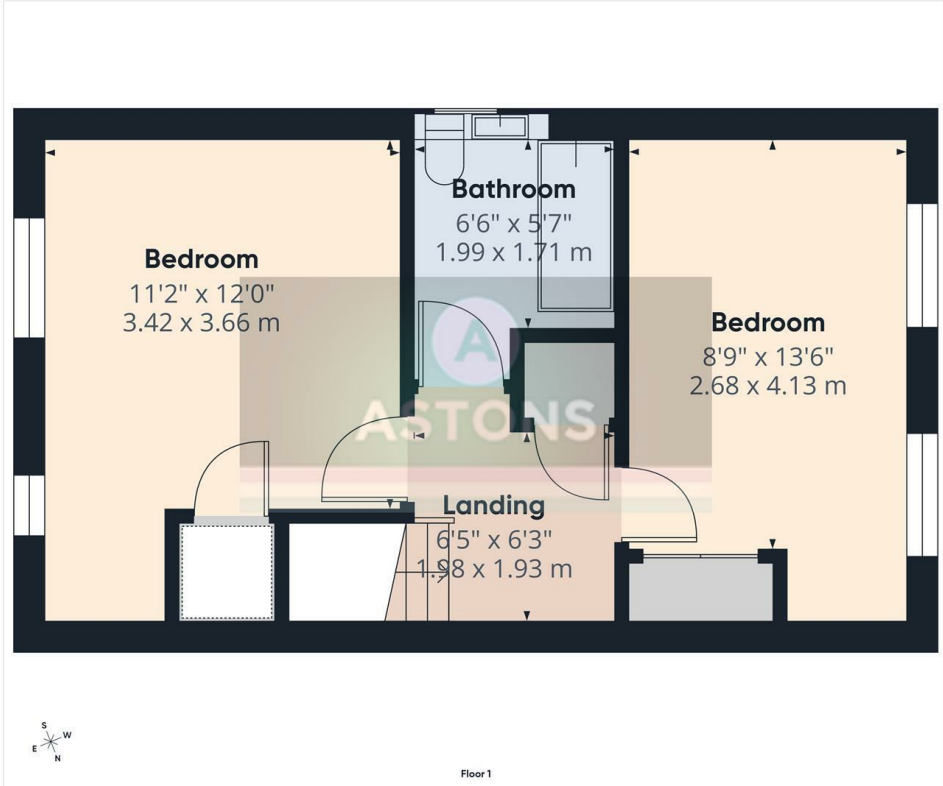 Bathroom
6'6" x 5'7"
1.99 x 1.71 m
Bedroom
11'2" x 12'0"
3.42 x 3.66 m
Bedroom
8'9" x 13'6"
2.68 x 4.13 m
A
ASTONS
Landing
6'5" x 6'3"
1.98 x 1.93 m
S
W
E
N
Floor 1